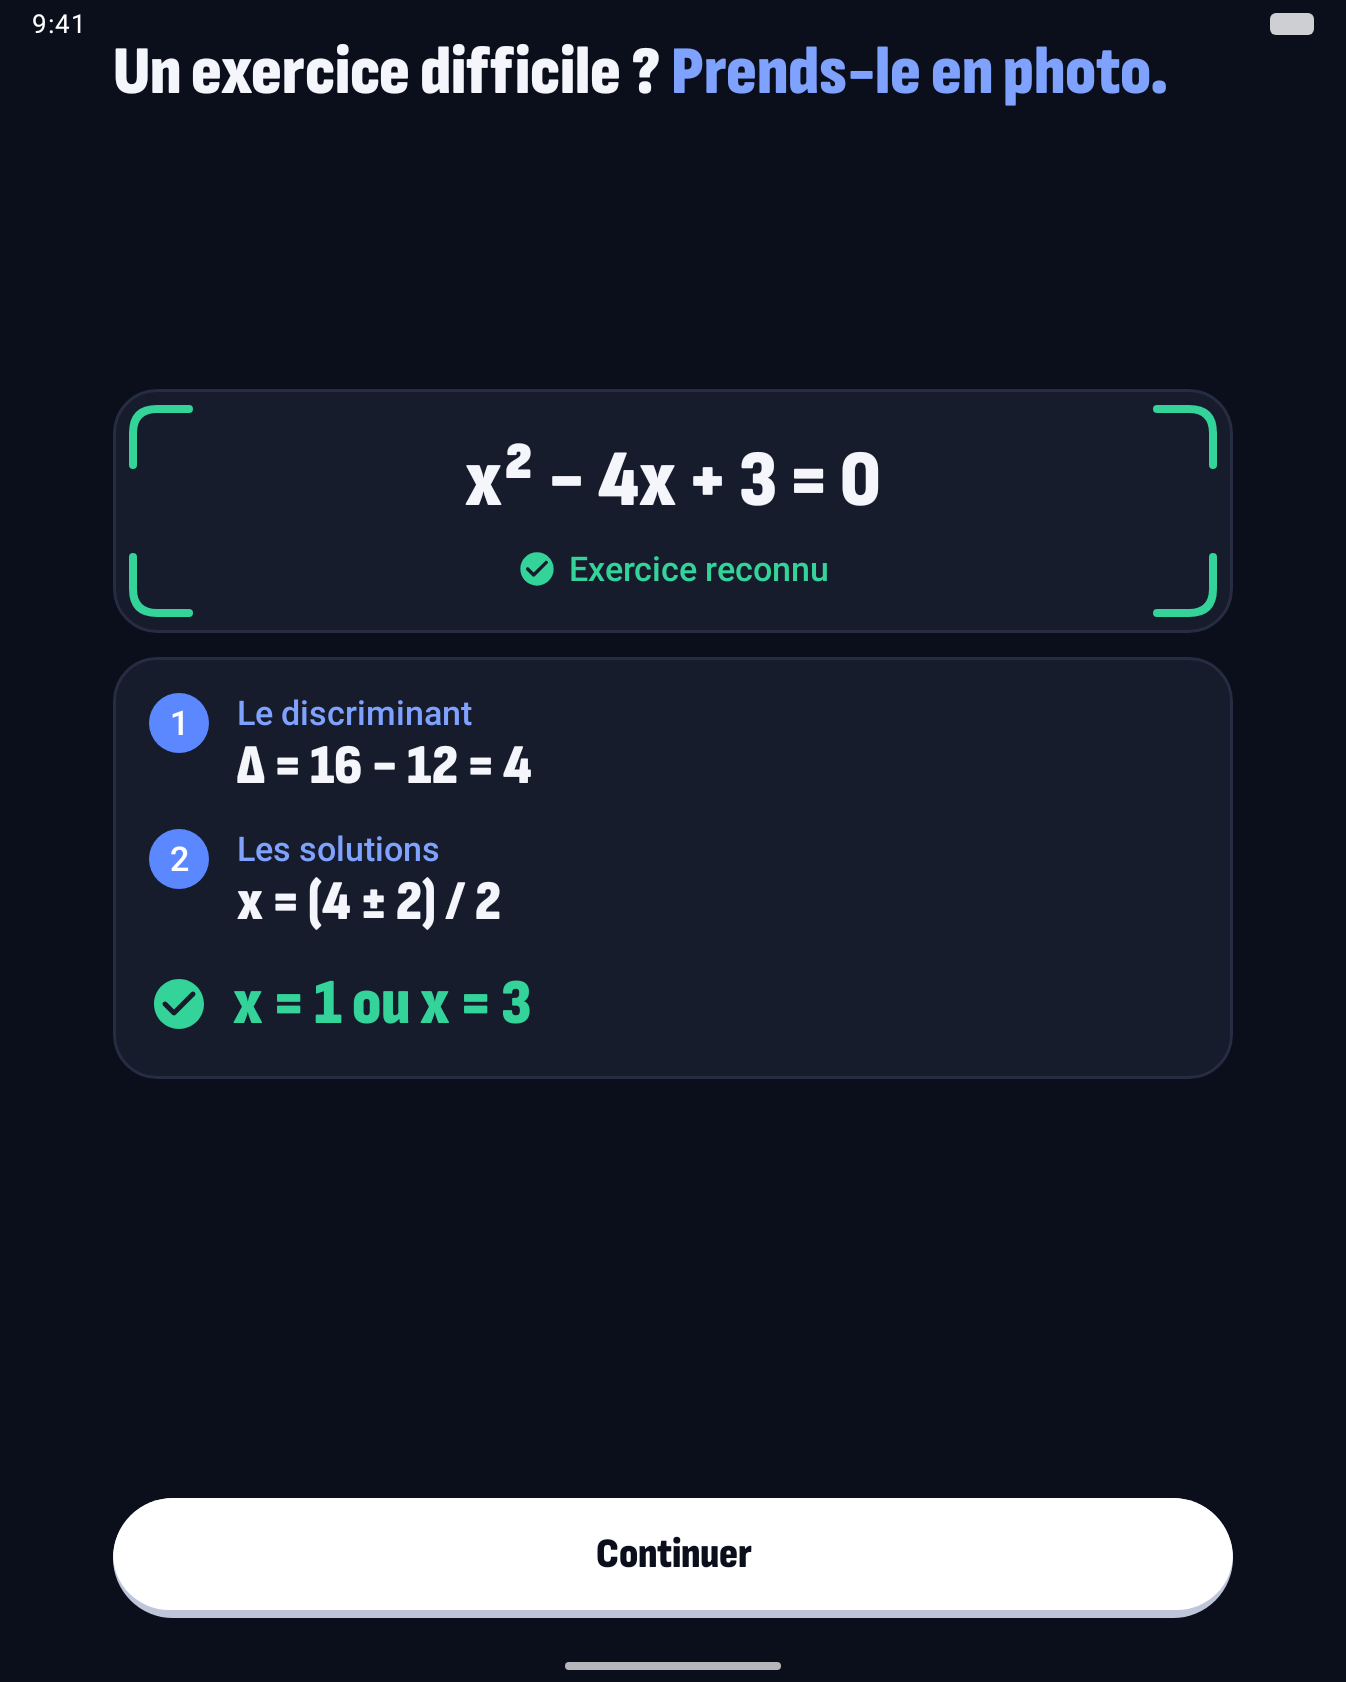 9:41
Un exercice difficile ? Prends-le en photo.
x² − 4x + 3 = 0
Exercice reconnu
1 Le discriminant
Δ = 16 − 12 = 4
2 Les solutions
x = (4 ± 2) / 2
x = 1 ou x = 3
Continuer